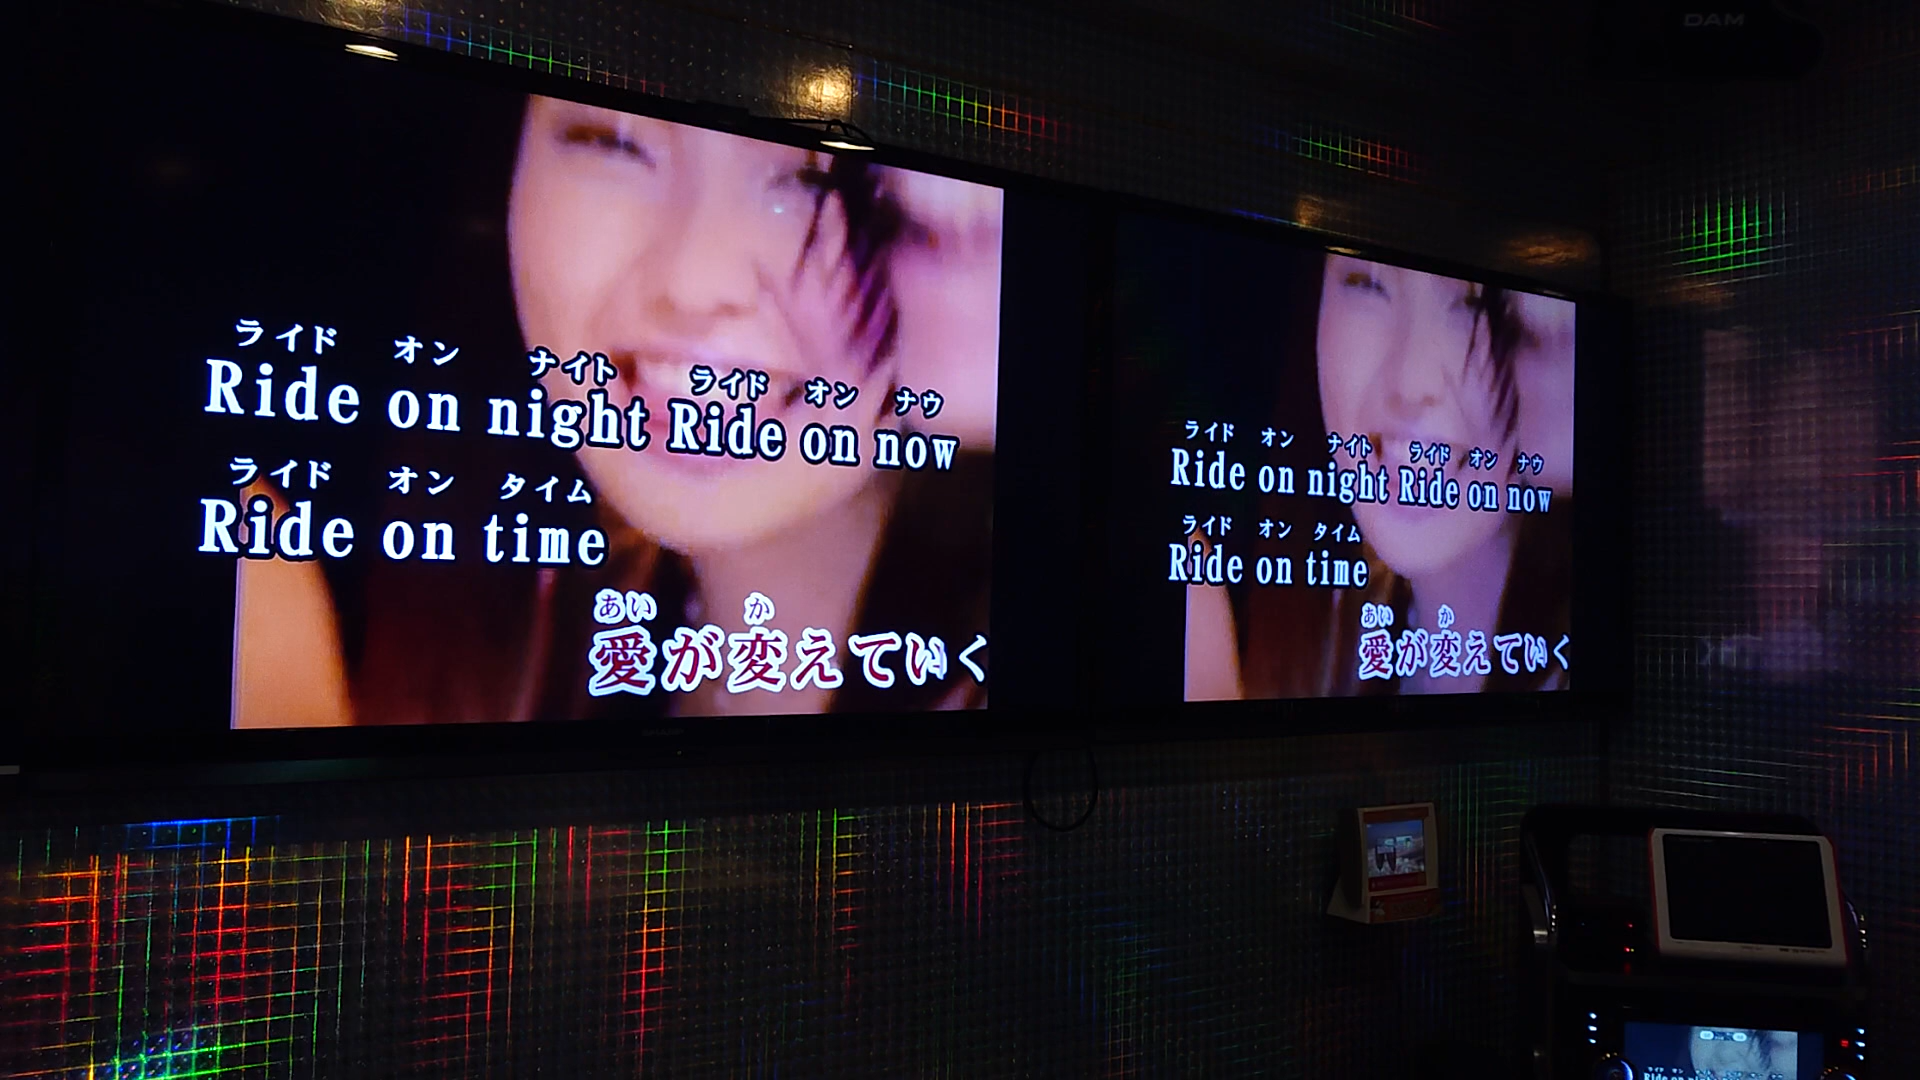 DAM
ライド オン ナイト ライド オン ナウ
Ride on night Ride on now
ライド オン タイム
Ride on time
あい か
愛が変えていく
ライド オン ナイト ライド オン ナウ
Ride on night Ride on now
ライド オン タイム
Ride on time
あい か
愛が変えていく